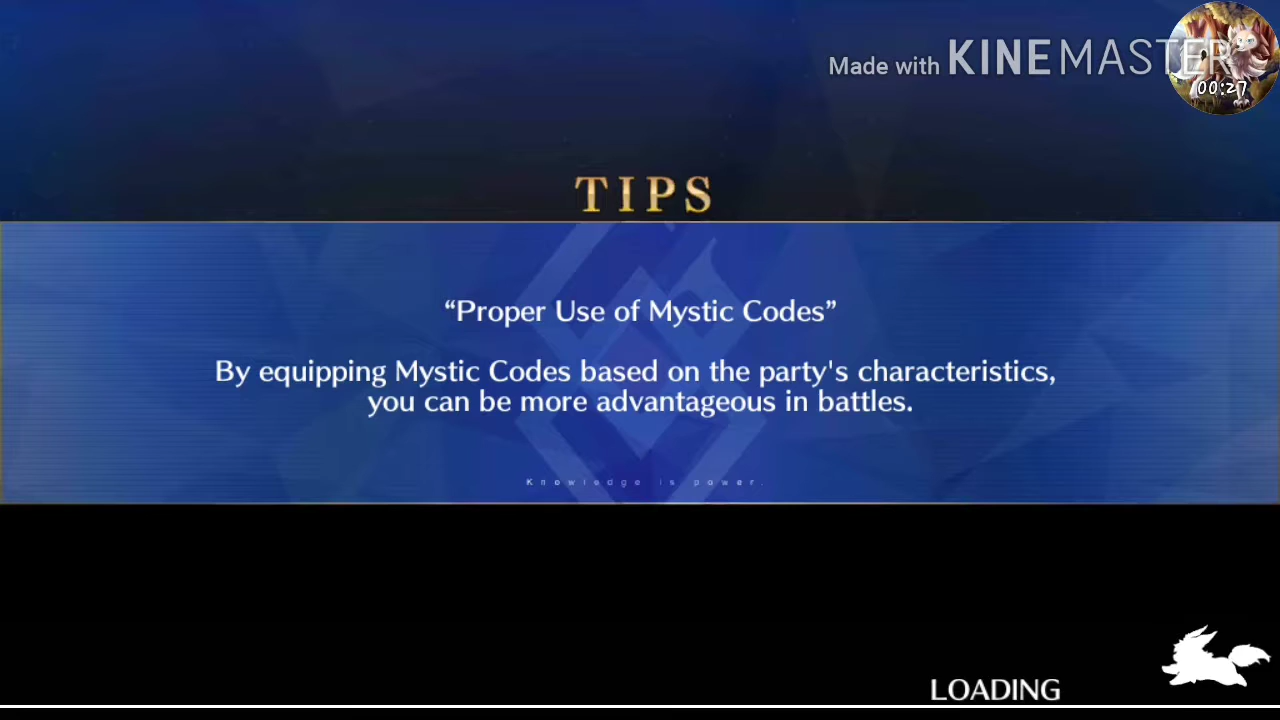 Made with KINEMASTER
00:27
TIPS
“Proper Use of Mystic Codes”
By equipping Mystic Codes based on the party's characteristics,
you can be more advantageous in battles.
Knowledge is power.
LOADING